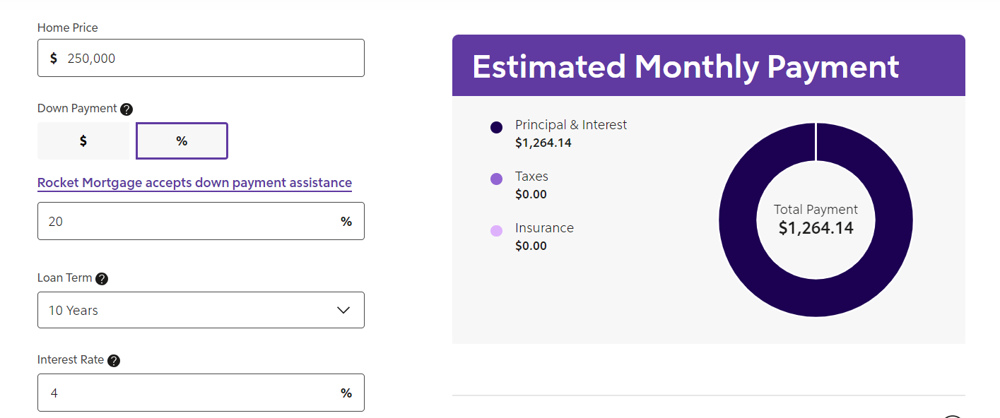 Home Price
$ 250,000
Down Payment ?
$ %
Rocket Mortgage accepts down payment assistance
20 %
Loan Term ?
10 Years
Interest Rate ?
4 %
Estimated Monthly Payment
Principal & Interest
$1,264.14
Taxes
$0.00
Insurance
$0.00
Total Payment
$1,264.14